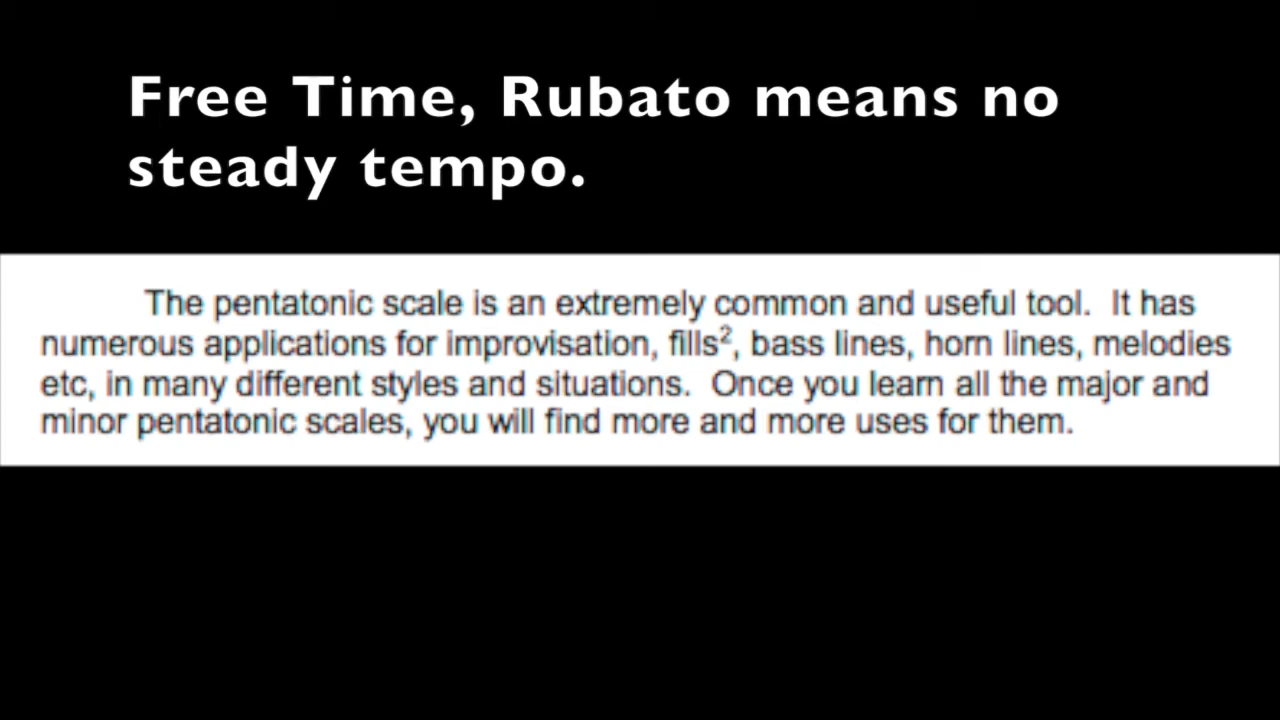 Free Time, Rubato means no
steady tempo.
The pentatonic scale is an extremely common and useful tool.  It has
numerous applications for improvisation, fills², bass lines, horn lines, melodies
etc, in many different styles and situations.  Once you learn all the major and
minor pentatonic scales, you will find more and more uses for them.